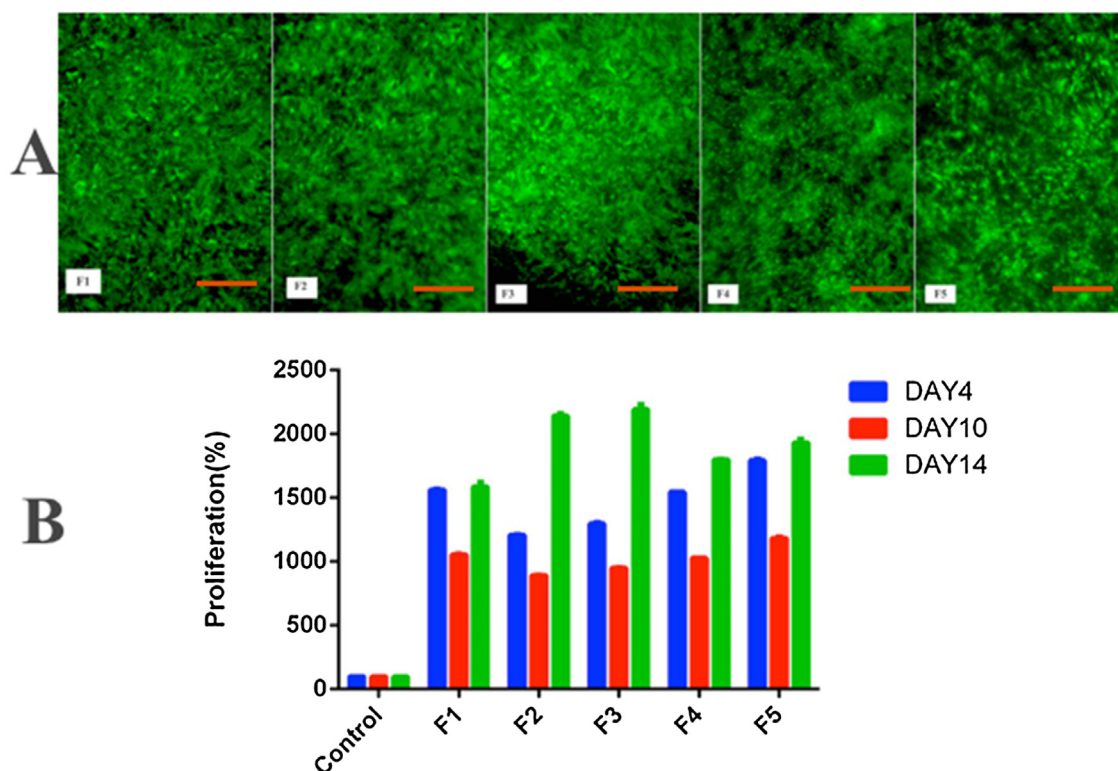 A
F1
F2
F3
F4
F5
B
Proliferation(%)
2500
2000
1500
1000
500
0
Control
F1
F2
F3
F4
F5
DAY4
DAY10
DAY14